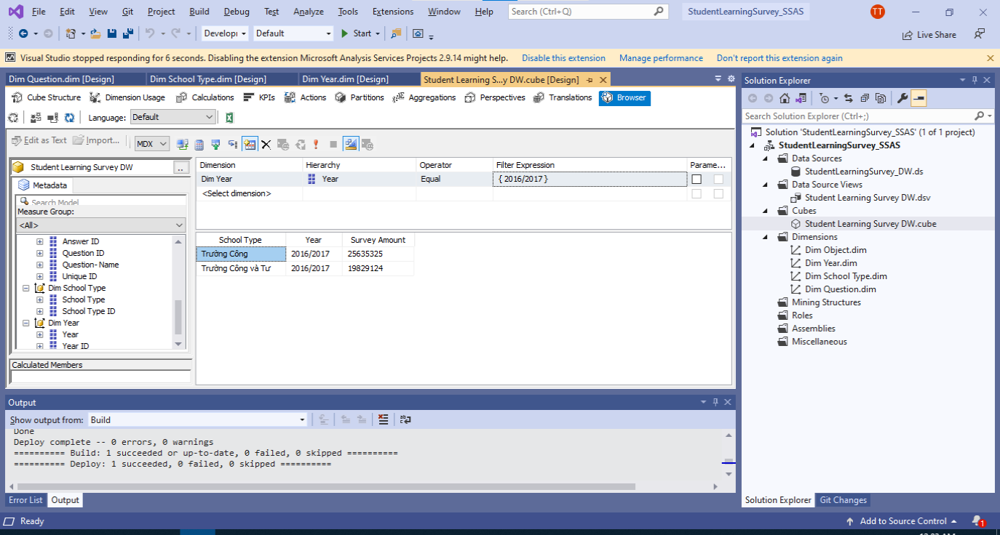 File Edit View Git Project Build Debug Test Analyze Tools Extensions Window Help Search (Ctrl+Q) StudentLearningSurvey_SSAS TT
Default Start Live Share
Visual Studio stopped responding for 6 seconds. Disabling the extension Microsoft Analysis Services Projects 2.9.14 might help. Disable this extension Manage performance Don't report this extension again
Dim Question.dim [Design] Dim School Type.dim [Design] Dim Year.dim [Design] Student Learning S...y DW.cube [Design]
Cube Structure Dimension Usage Calculations KPIs Actions Partitions Aggregations Perspectives Translations Browser
Language: Default
Edit as Text Import... MDX
Student Learning Survey DW ..
Metadata
Search Model
Measure Group:
<All>
Answer ID
Question ID
Question- Name
Unique ID
Dim School Type
School Type
School Type ID
Dim Year
Year
Year ID
Calculated Members
Dimension Hierarchy Operator Filter Expression Parame...
Dim Year Year Equal { 2016/2017 }
<Select dimension>
School Type Year Survey Amount
Trường Công 2016/2017 25635325
Trường Công và Tư 2016/2017 19829124
Output
Show output from: Build
Done
Deploy complete -- 0 errors, 0 warnings
========== Build: 1 succeeded or up-to-date, 0 failed, 0 skipped ==========
========== Deploy: 1 succeeded, 0 failed, 0 skipped ==========
Error List Output
Solution Explorer
Search Solution Explorer (Ctrl+;)
Solution 'StudentLearningSurvey_SSAS' (1 of 1 project)
StudentLearningSurvey_SSAS
Data Sources
StudentLearningSurvey_DW.ds
Data Source Views
Student Learning Survey DW.dsv
Cubes
Student Learning Survey DW.cube
Dimensions
Dim Object.dim
Dim Year.dim
Dim School Type.dim
Dim Question.dim
Mining Structures
Roles
Assemblies
Miscellaneous
Solution Explorer Git Changes
Ready Add to Source Control 1